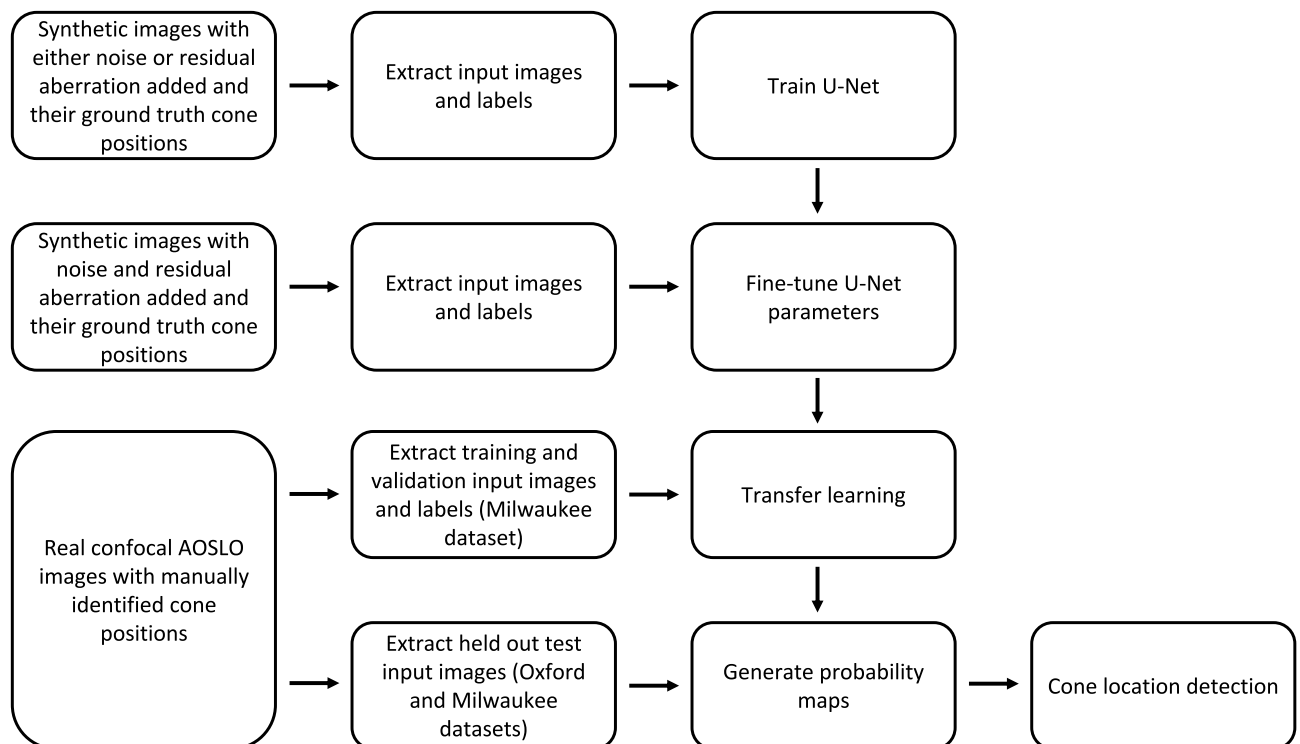 Synthetic images with
either noise or residual
aberration added and
their ground truth cone
positions
Extract input images
and labels
Train U-Net
Synthetic images with
noise and residual
aberration added and
their ground truth cone
positions
Extract input images
and labels
Fine-tune U-Net
parameters
Real confocal AOSLO
images with manually
identified cone
positions
Extract training and
validation input images
and labels (Milwaukee
dataset)
Transfer learning
Extract held out test
input images (Oxford
and Milwaukee
datasets)
Generate probability
maps
Cone location detection